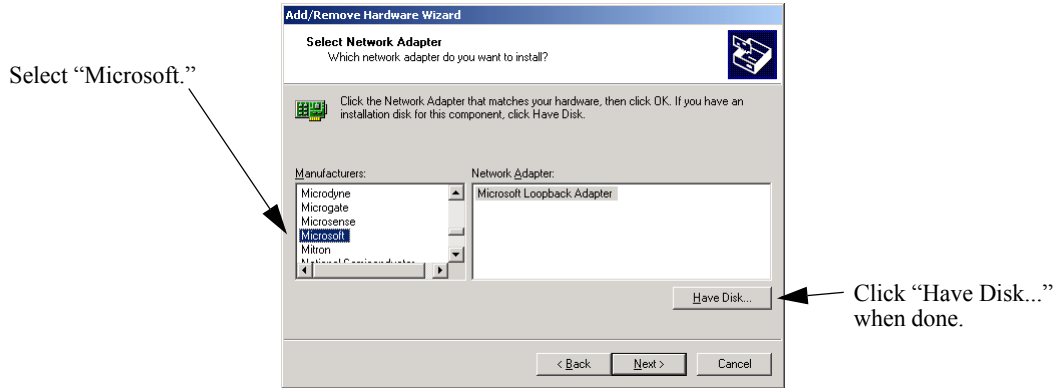 Add/Remove Hardware Wizard
Select Network Adapter
Which network adapter do you want to install?
Select “Microsoft.”
Click the Network Adapter that matches your hardware, then click OK. If you have an
installation disk for this component, click Have Disk.
Manufacturers:
Network Adapter:
Microdyne
Microgate
Microsense
Microsoft
Mitron
Microsoft Loopback Adapter
Have Disk...
Click “Have Disk...”
when done.
< Back
Next >
Cancel